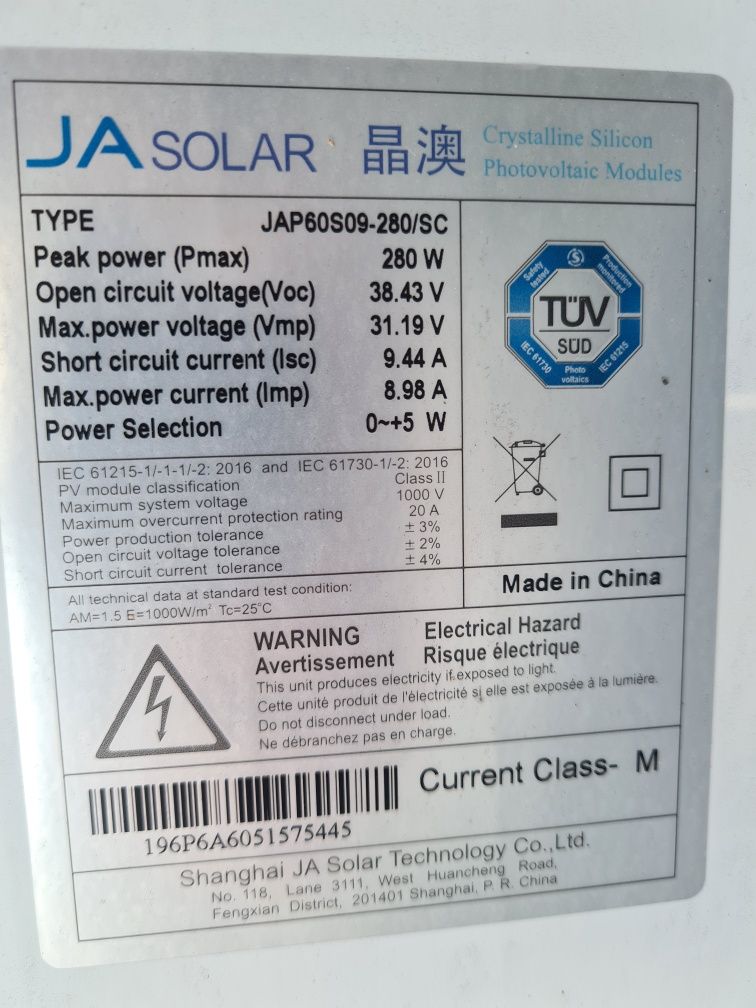 JA SOLAR 晶澳 Crystalline Silicon
Photovoltaic Modules
TYPE JAP60S09-280/SC
Peak power (Pmax) 280 W
Open circuit voltage(Voc) 38.43 V
Max.power voltage (Vmp) 31.19 V
Short circuit current (Isc) 9.44 A
Max.power current (Imp) 8.98 A
Power Selection 0~+5 W
Safety tested
S
Production monitored
TÜV
SÜD
IEC 61730
Photo
voltaics
IEC 61215
IEC 61215-1/-1-1/-2: 2016 and IEC 61730-1/-2: 2016
PV module classification Class II
Maximum system voltage 1000 V
Maximum overcurrent protection rating 20 A
Power production tolerance ± 3%
Open circuit voltage tolerance ± 2%
Short circuit current tolerance ± 4%
All technical data at standard test condition:
AM=1.5 E=1000W/m² Tc=25°C
Made in China
WARNING Electrical Hazard
Avertissement Risque électrique
This unit produces electricity if exposed to light.
Cette unité produit de l'électricité si elle est exposée à la lumière.
Do not disconnect under load.
Ne débranchez pas en charge.
Current Class- M
196P6A6051575445
Shanghai JA Solar Technology Co.,Ltd.
No. 118, Lane 3111, West Huancheng Road,
Fengxian District, 201401 Shanghai, P. R. China